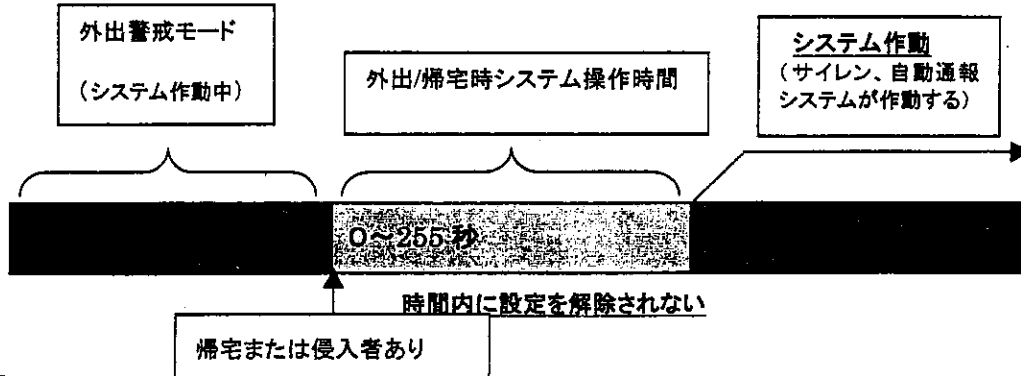 外出警戒モード
（システム作動中）
外出/帰宅時システム操作時間
システム作動
（サイレン、自動通報
システムが作動する）
0～255 秒
時間内に設定を解除されない
帰宅または侵入者あり